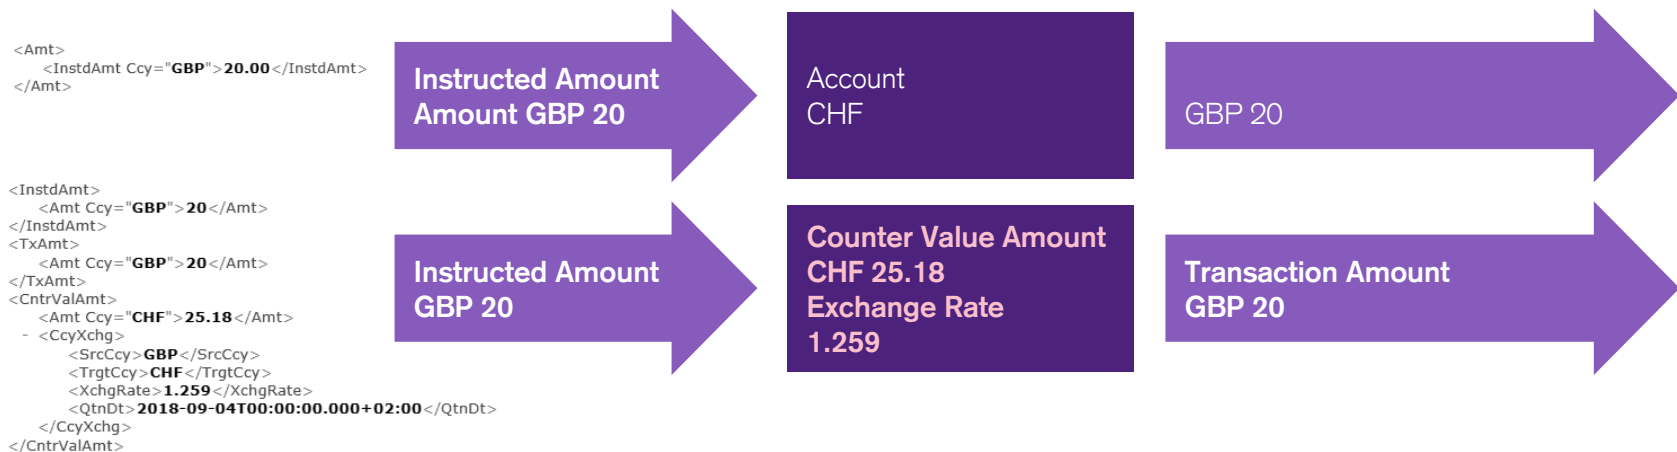 <Amt>
<InstdAmt Ccy="GBP">20.00</InstdAmt>
</Amt>
Instructed Amount
Amount GBP 20
Account
CHF
GBP 20
<InstdAmt>
<Amt Ccy="GBP">20</Amt>
</InstdAmt>
<TxAmt>
<Amt Ccy="GBP">20</Amt>
</TxAmt>
<CntrValAmt>
<Amt Ccy="CHF">25.18</Amt>
- <CcyXchg>
<SrcCcy>GBP</SrcCcy>
<TrgtCcy>CHF</TrgtCcy>
<XchgRate>1.259</XchgRate>
<QtnDt>2018-09-04T00:00:00.000+02:00</QtnDt>
</CcyXchg>
</CntrValAmt>
Instructed Amount
GBP 20
Counter Value Amount
CHF 25.18
Exchange Rate
1.259
Transaction Amount
GBP 20